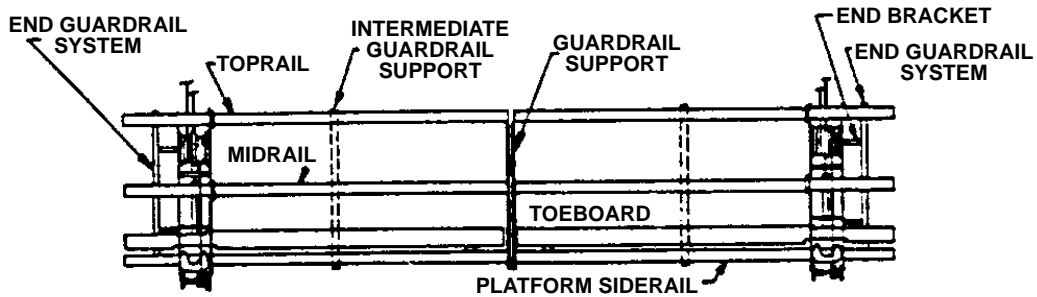 END GUARDRAIL
SYSTEM
TOPRAIL
INTERMEDIATE
GUARDRAIL
SUPPORT
GUARDRAIL
SUPPORT
END BRACKET
END GUARDRAIL
SYSTEM
MIDRAIL
TOEBOARD
PLATFORM SIDERAIL